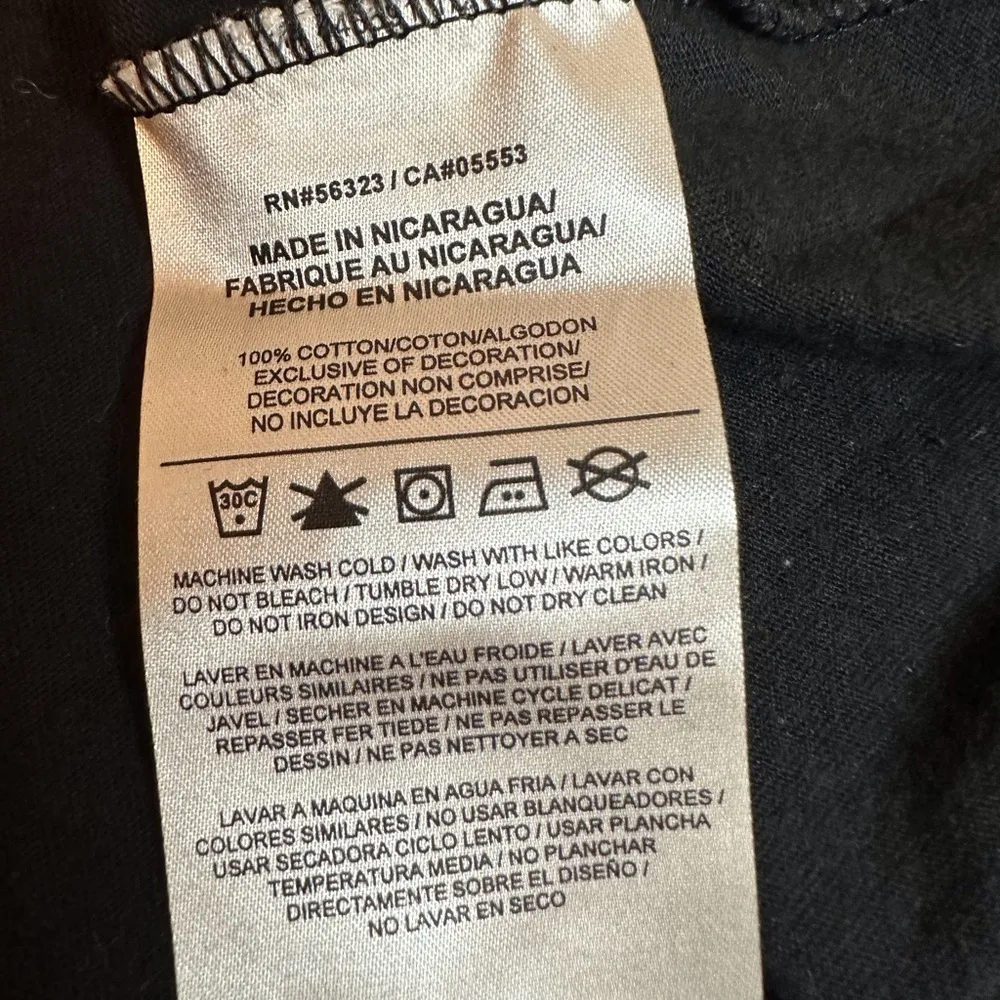 RN#56323 / CA#05553
MADE IN NICARAGUA/
FABRIQUE AU NICARAGUA/
HECHO EN NICARAGUA
100% COTTON/COTON/ALGODON
EXCLUSIVE OF DECORATION/
DECORATION NON COMPRISE/
NO INCLUYE LA DECORACION
30C
MACHINE WASH COLD / WASH WITH LIKE COLORS /
DO NOT BLEACH / TUMBLE DRY LOW / WARM IRON /
DO NOT IRON DESIGN / DO NOT DRY CLEAN
LAVER EN MACHINE A L'EAU FROIDE / LAVER AVEC
COULEURS SIMILAIRES / NE PAS UTILISER D'EAU DE
JAVEL / SECHER EN MACHINE CYCLE DELICAT /
REPASSER FER TIEDE / NE PAS REPASSER LE
DESSIN / NE PAS NETTOYER A SEC
LAVAR A MAQUINA EN AGUA FRIA / LAVAR CON
COLORES SIMILARES / NO USAR BLANQUEADORES /
USAR SECADORA CICLO LENTO / USAR PLANCHA
TEMPERATURA MEDIA / NO PLANCHAR
DIRECTAMENTE SOBRE EL DISEÑO /
NO LAVAR EN SECO